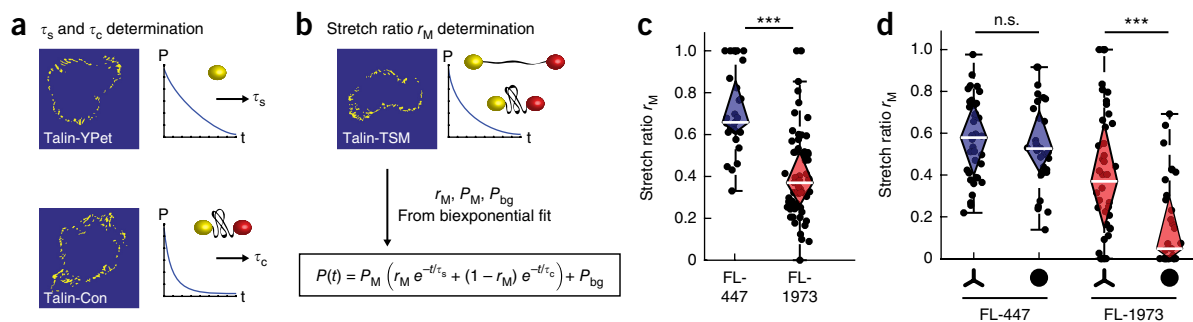 a
τs and τc determination
P
Talin-YPet
τs
t
P
Talin-Con
τc
t
b
Stretch ratio rM determination
P
Talin-TSM
t
rM, PM, Pbg
From biexponential fit
P(t) = PM (rM e^−t/τs + (1 − rM) e^−t/τc) + Pbg
c
***
Stretch ratio rM
1.0
0.8
0.6
0.4
0.2
0
FL-
447
FL-
1973
d
n.s.
***
Stretch ratio rM
1.0
0.8
0.6
0.4
0.2
0
FL-447
FL-1973